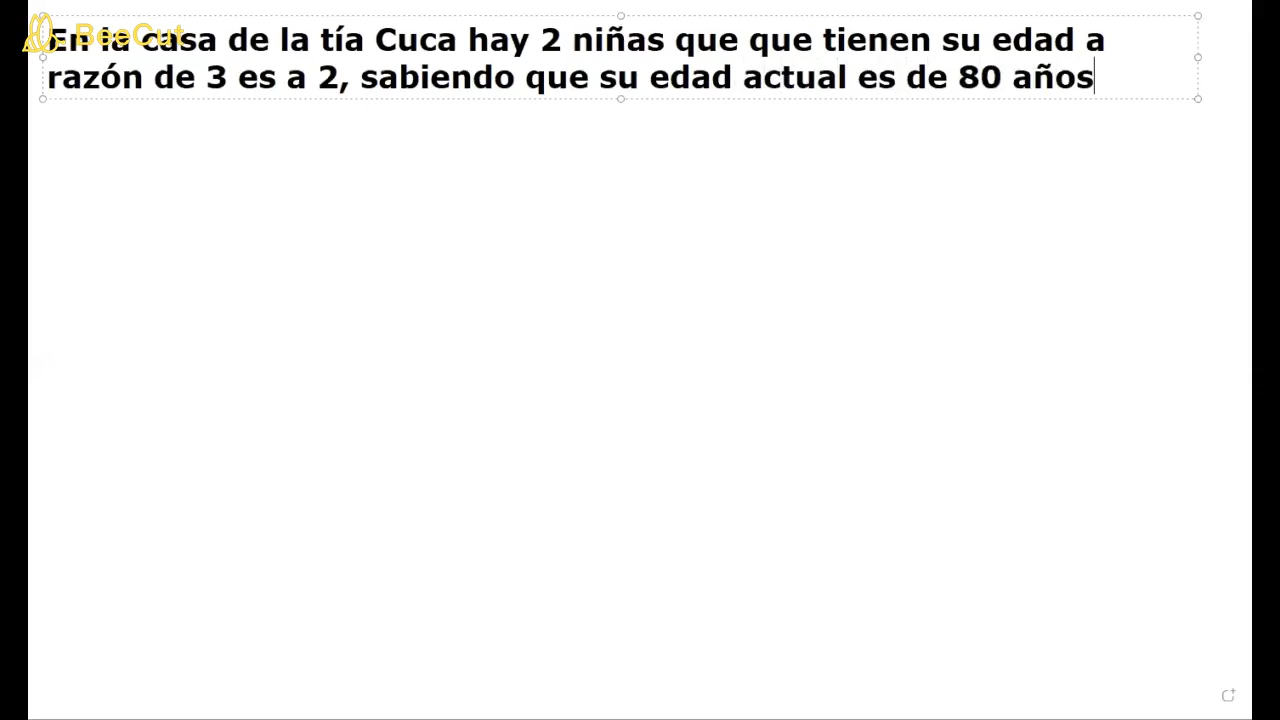 BeeCut
En la casa de la tía Cuca hay 2 niñas que que tienen su edad a
razón de 3 es a 2, sabiendo que su edad actual es de 80 años